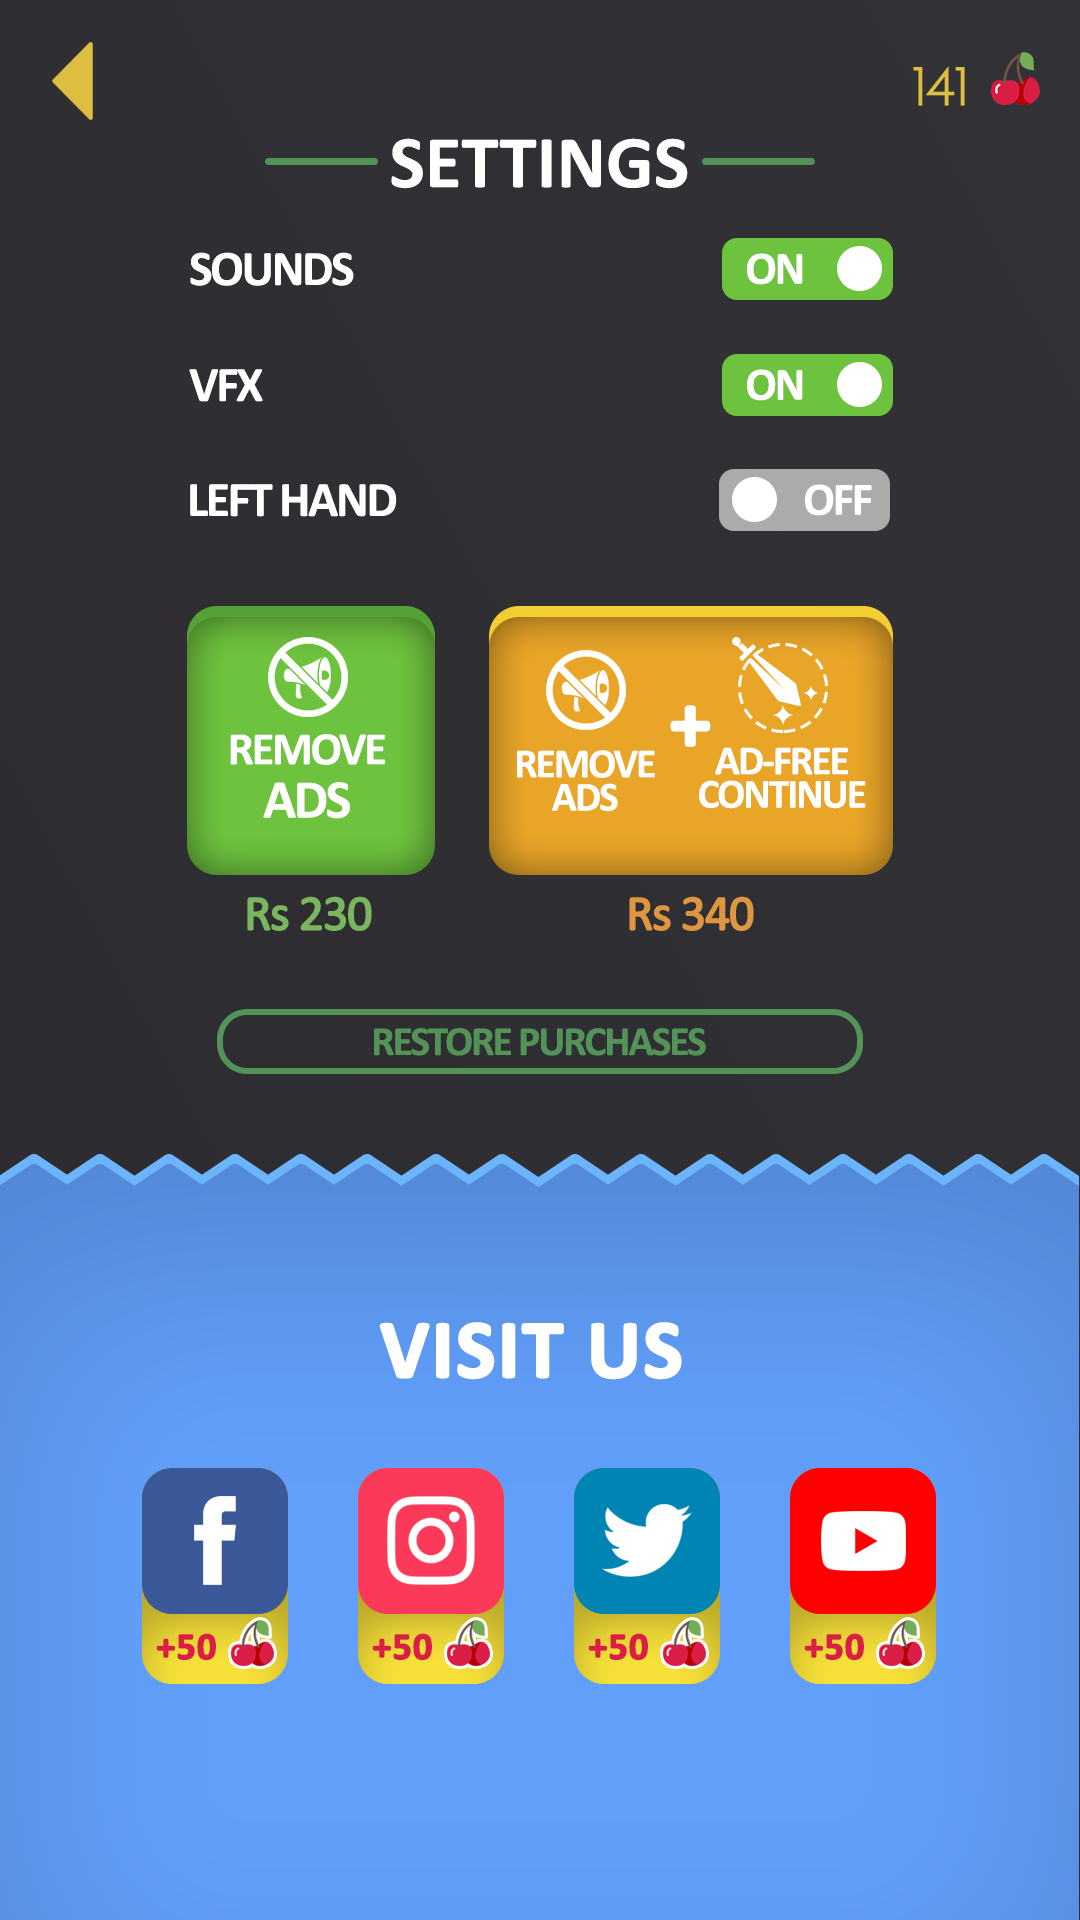 141
SETTINGS
SOUNDS
ON
VFX
ON
LEFT HAND
OFF
REMOVE
ADS
REMOVE
ADS
+
AD-FREE
CONTINUE
Rs 230
Rs 340
RESTORE PURCHASES
VISIT US
+50
+50
+50
+50